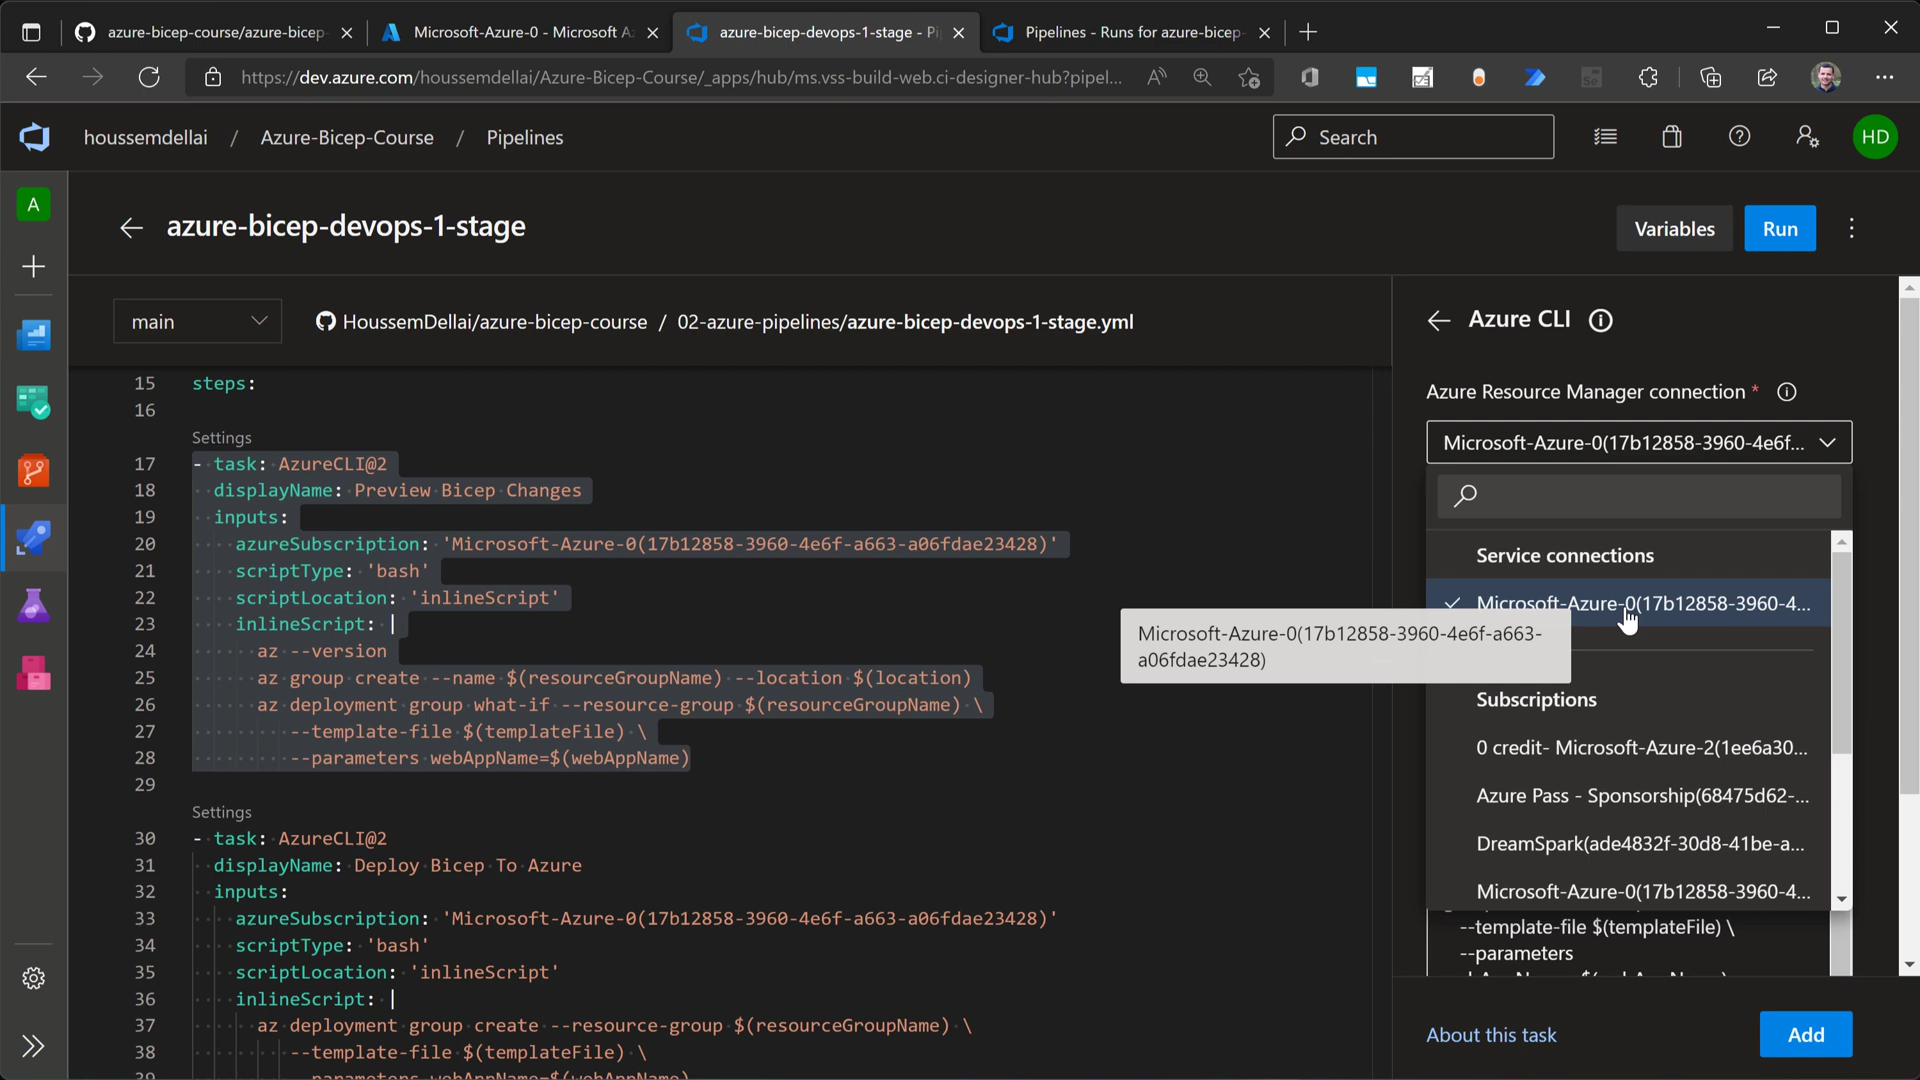 azure-bicep-course/azure-bicep-
Microsoft-Azure-0 - Microsoft A
azure-bicep-devops-1-stage - Pi
Pipelines - Runs for azure-bicep-
https://dev.azure.com/houssemdellai/Azure-Bicep-Course/_apps/hub/ms.vss-build-web.ci-designer-hub?pipel...
houssemdellai / Azure-Bicep-Course / Pipelines
Search
HD
A
azure-bicep-devops-1-stage
Variables
Run
main
HoussemDellai/azure-bicep-course / 02-azure-pipelines/azure-bicep-devops-1-stage.yml
15 steps:
16
Settings
17 - task: AzureCLI@2
18 displayName: Preview Bicep Changes
19 inputs:
20 azureSubscription: 'Microsoft-Azure-0(17b12858-3960-4e6f-a663-a06fdae23428)'
21 scriptType: 'bash'
22 scriptLocation: 'inlineScript'
23 inlineScript: |
24 az --version
25 az group create --name $(resourceGroupName) --location $(location)
26 az deployment group what-if --resource-group $(resourceGroupName) \
27 --template-file $(templateFile) \
28 --parameters webAppName=$(webAppName)
29
Settings
30 - task: AzureCLI@2
31 displayName: Deploy Bicep To Azure
32 inputs:
33 azureSubscription: 'Microsoft-Azure-0(17b12858-3960-4e6f-a663-a06fdae23428)'
34 scriptType: 'bash'
35 scriptLocation: 'inlineScript'
36 inlineScript: |
37 az deployment group create --resource-group $(resourceGroupName) \
38 --template-file $(templateFile) \
39 --parameters webAppName=$(webAppName)
Azure CLI
Azure Resource Manager connection *
Microsoft-Azure-0(17b12858-3960-4e6f...
Service connections
Microsoft-Azure-0(17b12858-3960-4...
Microsoft-Azure-0(17b12858-3960-4e6f-a663-
a06fdae23428)
Subscriptions
0 credit- Microsoft-Azure-2(1ee6a30...
Azure Pass - Sponsorship(68475d62-...
DreamSpark(ade4832f-30d8-41be-a...
Microsoft-Azure-0(17b12858-3960-4...
--template-file $(templateFile) \
--parameters
About this task
Add